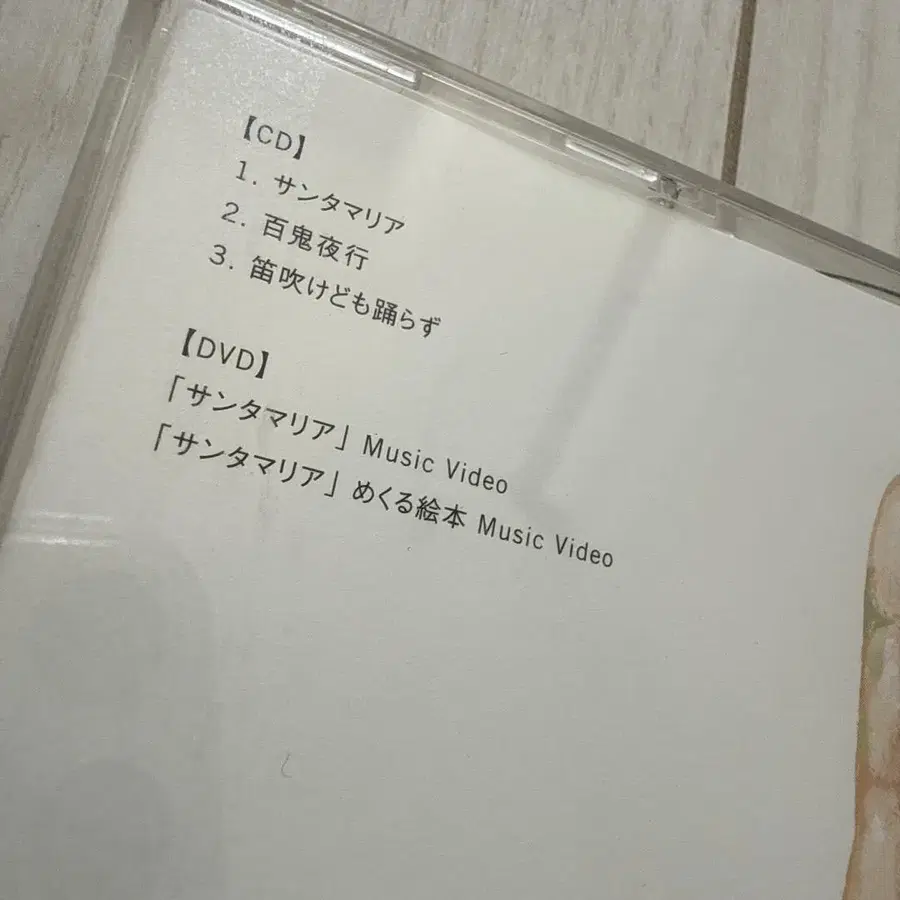 【CD】
1. サンタマリア
2. 百鬼夜行
3. 笛吹けども踊らず
【DVD】
「サンタマリア」 Music Video
「サンタマリア」 めくる絵本 Music Video